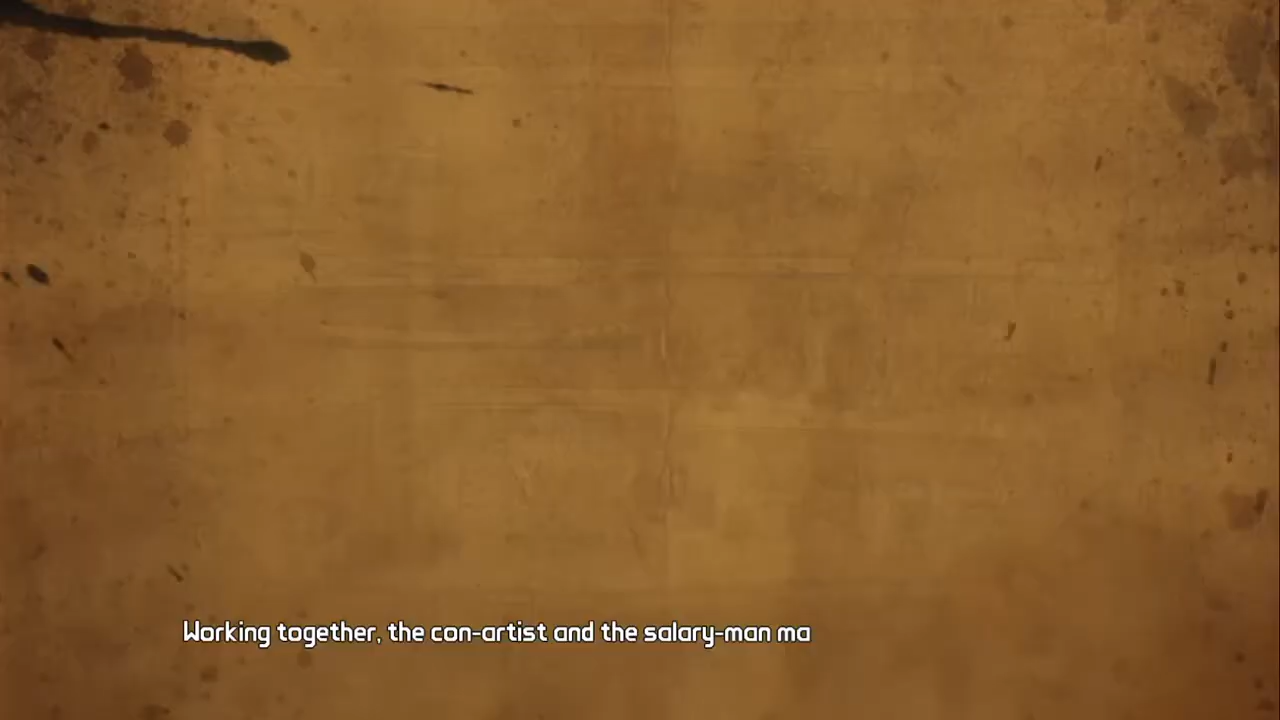 Working together, the con-artist and the salary-man ma